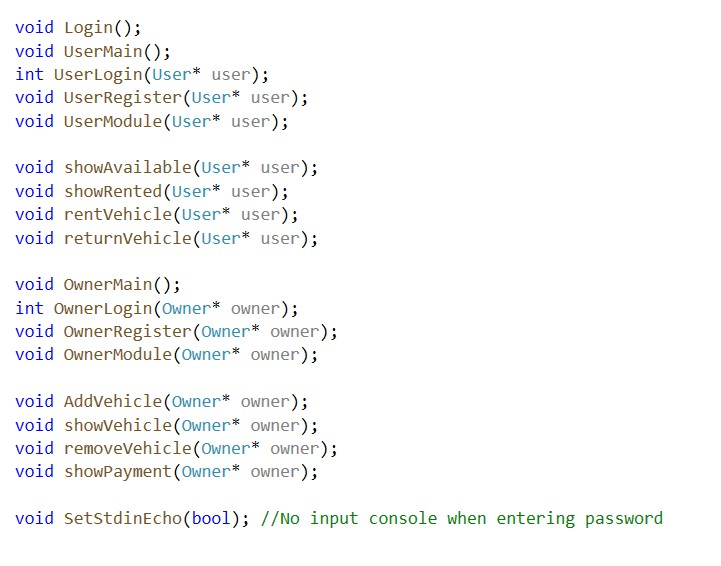 void Login();
void UserMain();
int UserLogin(User* user);
void UserRegister(User* user);
void UserModule(User* user);
void showAvailable(User* user);
void showRented(User* user);
void rentVehicle(User* user);
void returnVehicle(User* user);
void OwnerMain();
int OwnerLogin(Owner* owner);
void OwnerRegister(Owner* owner);
void OwnerModule(Owner* owner);
void AddVehicle(Owner* owner);
void showVehicle(Owner* owner);
void removeVehicle(Owner* owner);
void showPayment(Owner* owner);
void SetStdinEcho(bool); //No input console when entering password